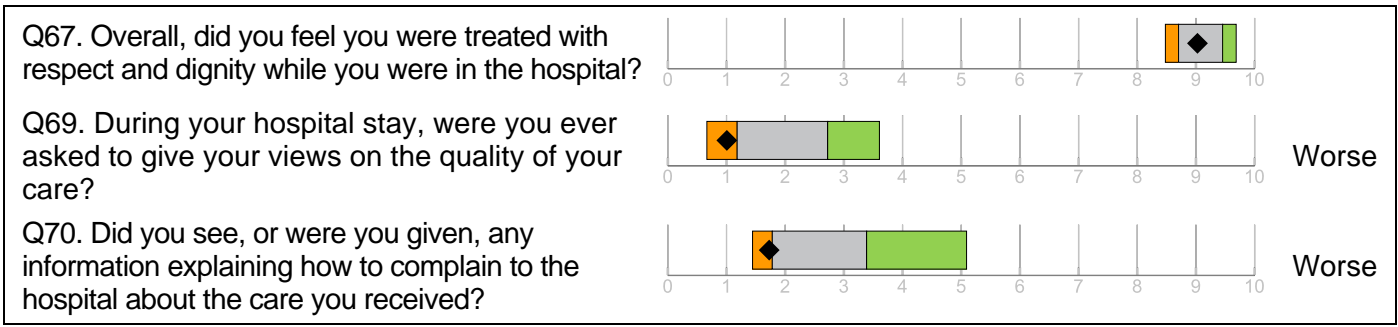 Q67. Overall, did you feel you were treated with
respect and dignity while you were in the hospital?
0 1 2 3 4 5 6 7 8 9 10
Q69. During your hospital stay, were you ever
asked to give your views on the quality of your
care?
0 1 2 3 4 5 6 7 8 9 10
Worse
Q70. Did you see, or were you given, any
information explaining how to complain to the
hospital about the care you received?
0 1 2 3 4 5 6 7 8 9 10
Worse